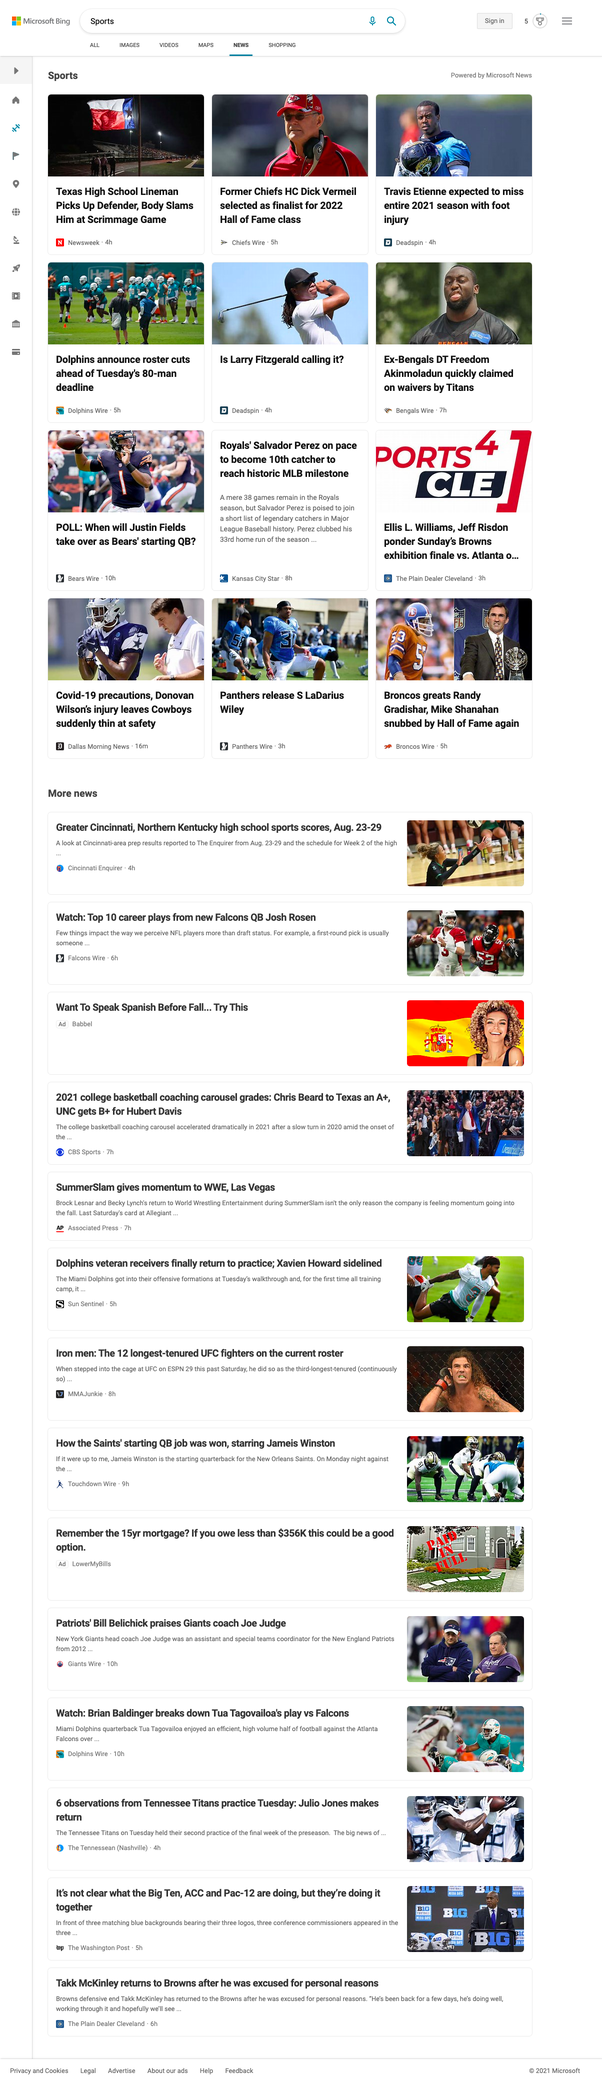 Microsoft Bing
Sports
Sign in
5
ALL
IMAGES
VIDEOS
MAPS
NEWS
SHOPPING
Sports
Powered by Microsoft News
Texas High School Lineman
Picks Up Defender, Body Slams
Him at Scrimmage Game
Newsweek · 4h
Former Chiefs HC Dick Vermeil
selected as finalist for 2022
Hall of Fame class
Chiefs Wire · 5h
Travis Etienne expected to miss
entire 2021 season with foot
injury
Deadspin · 4h
Dolphins announce roster cuts
ahead of Tuesday's 80-man
deadline
Dolphins Wire · 5h
Is Larry Fitzgerald calling it?
Deadspin · 4h
Ex-Bengals DT Freedom
Akinmoladun quickly claimed
on waivers by Titans
Bengals Wire · 7h
POLL: When will Justin Fields
take over as Bears' starting QB?
Bears Wire · 10h
Royals' Salvador Perez on pace
to become 10th catcher to
reach historic MLB milestone
A mere 38 games remain in the Royals
season, but Salvador Perez is poised to join
a short list of legendary catchers in Major
League Baseball history. Perez clubbed his
33rd home run of the season ...
Kansas City Star · 8h
PORTS 4
CLE
Ellis L. Williams, Jeff Risdon
ponder Sunday's Browns
exhibition finale vs. Atlanta o...
The Plain Dealer Cleveland · 3h
Covid-19 precautions, Donovan
Wilson's injury leaves Cowboys
suddenly thin at safety
Dallas Morning News · 16m
Panthers release S LaDarius
Wiley
Panthers Wire · 3h
Broncos greats Randy
Gradishar, Mike Shanahan
snubbed by Hall of Fame again
Broncos Wire · 5h
More news
Greater Cincinnati, Northern Kentucky high school sports scores, Aug. 23-29
A look at Cincinnati-area prep results reported to The Enquirer from Aug. 23-29 and the schedule for Week 2 of the high
...
Cincinnati Enquirer · 4h
Watch: Top 10 career plays from new Falcons QB Josh Rosen
Few things impact the way we perceive NFL players more than draft status. For example, a first-round pick is usually
someone ...
Falcons Wire · 6h
Want To Speak Spanish Before Fall... Try This
Ad Babbel
2021 college basketball coaching carousel grades: Chris Beard to Texas an A+,
UNC gets B+ for Hubert Davis
The college basketball coaching carousel accelerated dramatically in 2021 after a slow turn in 2020 amid the onset of
the ...
CBS Sports · 7h
SummerSlam gives momentum to WWE, Las Vegas
Brock Lesnar and Becky Lynch's return to World Wrestling Entertainment during SummerSlam isn't the only reason the company is feeling momentum going into
the fall. Last Saturday's card at Allegiant ...
AP Associated Press · 7h
Dolphins veteran receivers finally return to practice; Xavien Howard sidelined
The Miami Dolphins got into their offensive formations at Tuesday's walkthrough and, for the first time all training
camp, it ...
Sun Sentinel · 5h
Iron men: The 12 longest-tenured UFC fighters on the current roster
When stepped into the cage at UFC on ESPN 29 this past Saturday, he did so as the third-longest-tenured (continuously
so) ...
MMAJunkie · 8h
How the Saints' starting QB job was won, starring Jameis Winston
If it were up to me, Jameis Winston is the starting quarterback for the New Orleans Saints. On Monday night against
the ...
Touchdown Wire · 9h
Remember the 15yr mortgage? If you owe less than $356K this could be a good
option.
Ad LowerMyBills
PAID
IN
FULL
Patriots' Bill Belichick praises Giants coach Joe Judge
New York Giants head coach Joe Judge was an assistant and special teams coordinator for the New England Patriots
from 2012 ...
Giants Wire · 10h
Watch: Brian Baldinger breaks down Tua Tagovailoa's play vs Falcons
Miami Dolphins quarterback Tua Tagovailoa enjoyed an efficient, high volume half of football against the Atlanta
Falcons over ...
Dolphins Wire · 10h
6 observations from Tennessee Titans practice Tuesday: Julio Jones makes
return
The Tennessee Titans on Tuesday held their second practice of the final week of the preseason. The big news of ...
The Tennessean (Nashville) · 4h
It's not clear what the Big Ten, ACC and Pac-12 are doing, but they're doing it
together
In front of three matching blue backgrounds bearing their three logos, three conference commissioners appeared in the
three ...
wp The Washington Post · 5h
B1G
Takk McKinley returns to Browns after he was excused for personal reasons
Browns defensive end Takk McKinley has returned to the Browns after he was excused for personal reasons. "He's been back for a few days, he's doing well,
working through it and hopefully we'll see ...
The Plain Dealer Cleveland · 6h
Privacy and Cookies
Legal
Advertise
About our ads
Help
Feedback
© 2021 Microsoft